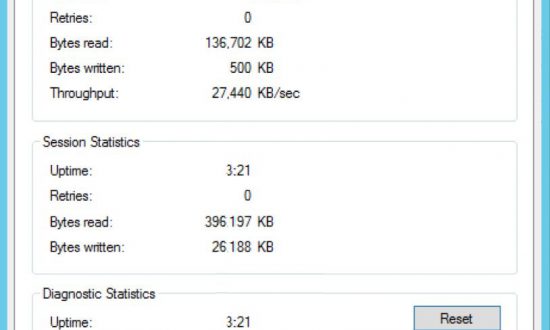 Retries: 0
Bytes read: 136,702 KB
Bytes written: 500 KB
Throughput: 27,440 KB/sec
Session Statistics
Uptime: 3:21
Retries: 0
Bytes read: 396 197 KB
Bytes written: 26 188 KB
Diagnostic Statistics
Uptime: 3:21 Reset